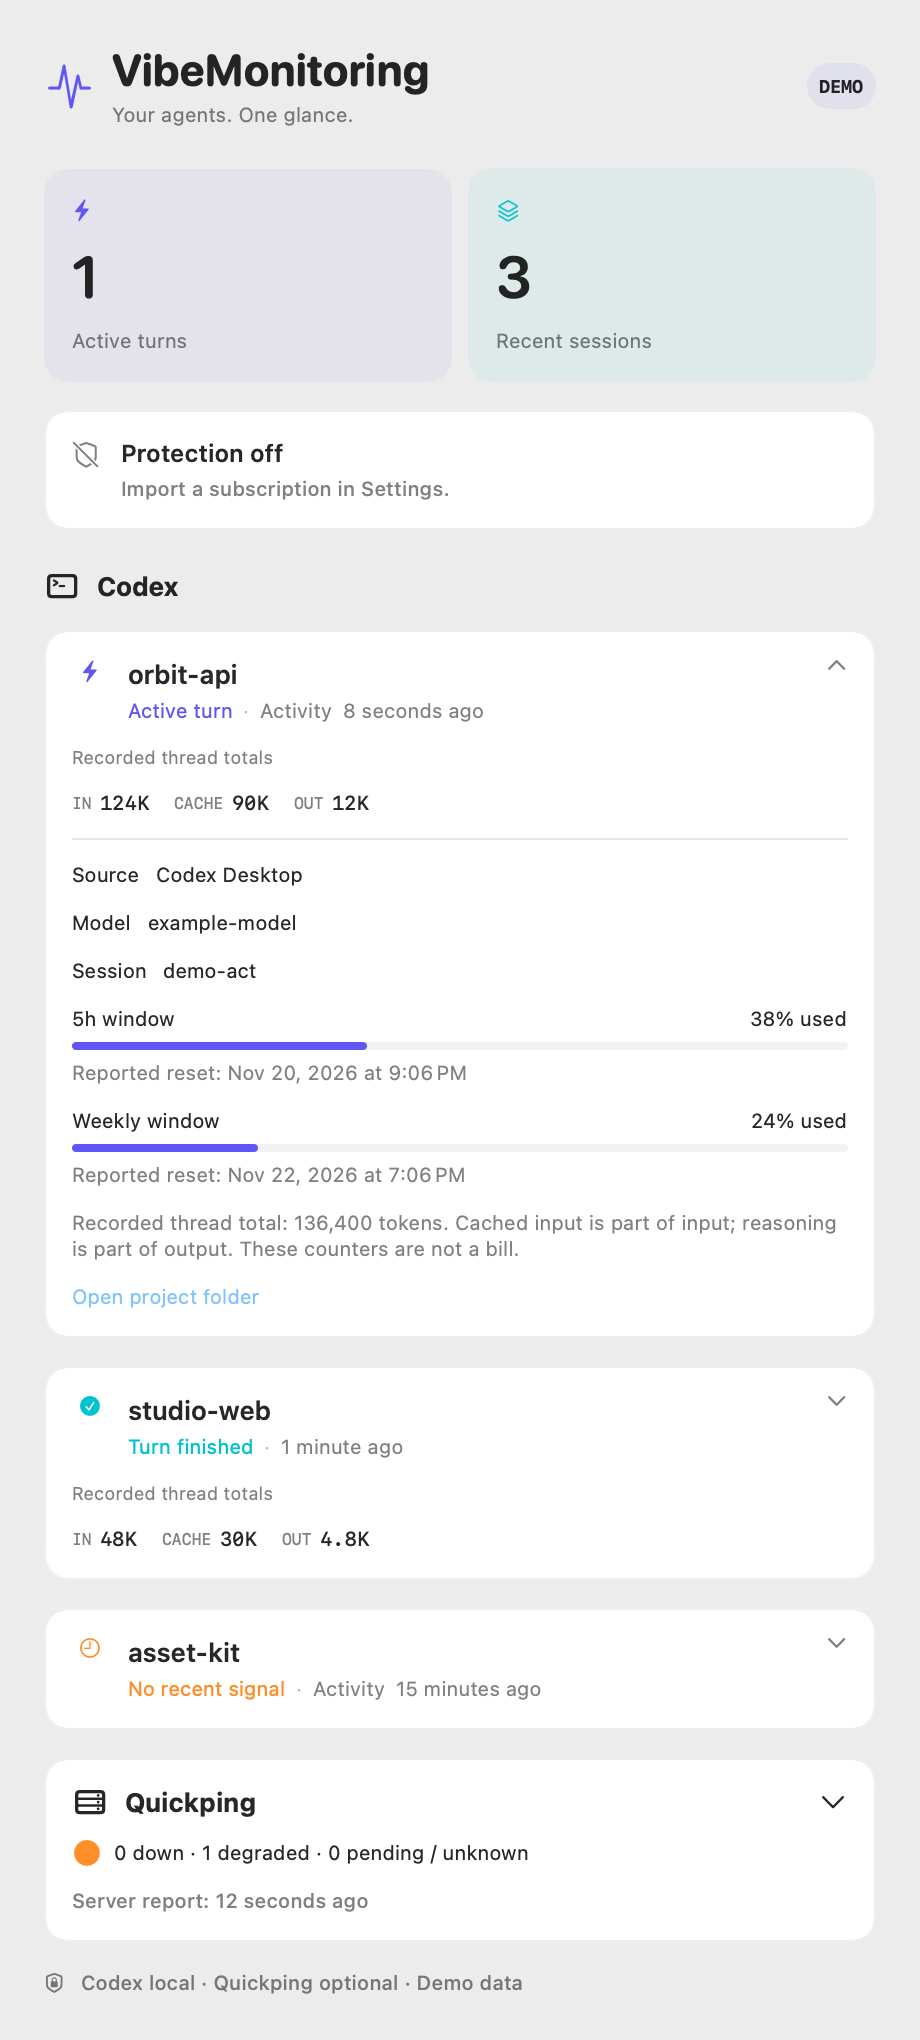 VibeMonitoring
Your agents. One glance.
DEMO
1
Active turns
3
Recent sessions
Protection off
Import a subscription in Settings.
Codex
orbit-api
Active turn · Activity 8 seconds ago
Recorded thread totals
IN 124K CACHE 90K OUT 12K
Source Codex Desktop
Model example-model
Session demo-act
5h window 38% used
Reported reset: Nov 20, 2026 at 9:06 PM
Weekly window 24% used
Reported reset: Nov 22, 2026 at 7:06 PM
Recorded thread total: 136,400 tokens. Cached input is part of input; reasoning
is part of output. These counters are not a bill.
Open project folder
studio-web
Turn finished · 1 minute ago
Recorded thread totals
IN 48K CACHE 30K OUT 4.8K
asset-kit
No recent signal · Activity 15 minutes ago
Quickping
0 down · 1 degraded · 0 pending / unknown
Server report: 12 seconds ago
Codex local · Quickping optional · Demo data